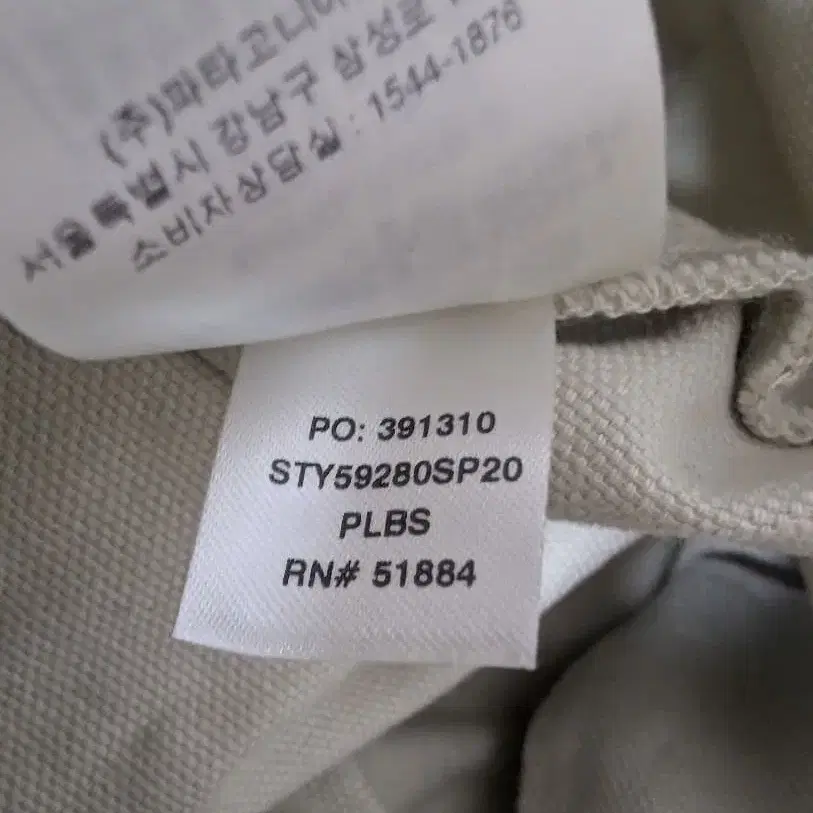 (주)파타고니아
서울특별시 강남구 삼성로
소비자상담실 : 1544-1876
PO: 391310
STY59280SP20
PLBS
RN# 51884